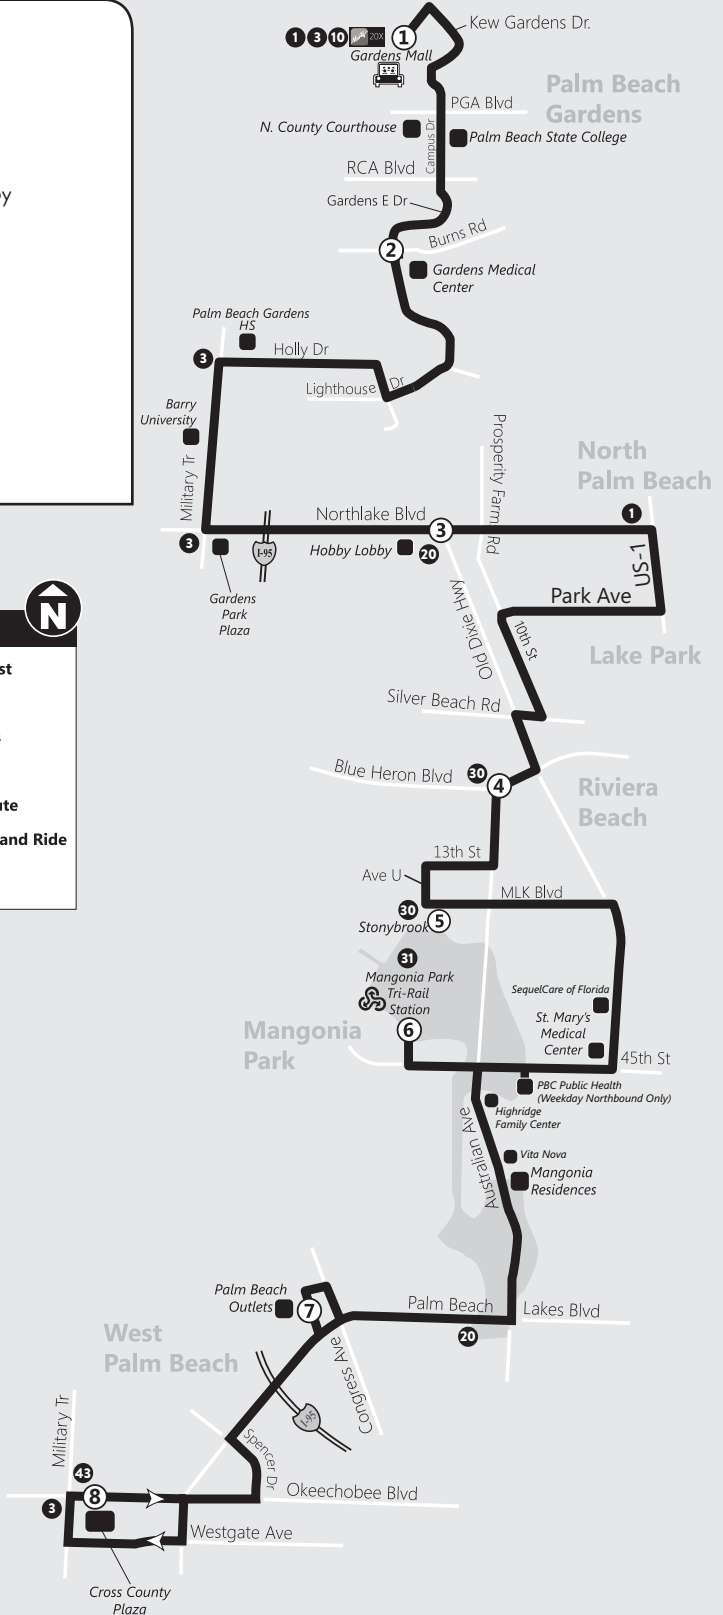 Kew Gardens Dr.
1 3 10 20X 1
Gardens Mall
Palm Beach
Gardens
PGA Blvd
N. County Courthouse
Campus Dr
Palm Beach State College
RCA Blvd
Gardens E Dr
Burns Rd
2
Gardens Medical
Center
Palm Beach Gardens
HS
3
Holly Dr
Lighthouse Dr
Barry
University
Military Tr
Prosperity Farms Rd
North
Palm Beach
Northlake Blvd
3
1
3
I-95
Hobby Lobby
20
US-1
Gardens
Park
Plaza
Old Dixie Hwy
Park Ave
10th St
Lake Park
N
st
ute
and Ride
Silver Beach Rd
Blue Heron Blvd
30
4
Riviera
Beach
13th St
Ave U
MLK Blvd
30
Stonybrook
5
31
Mangonia Park
Tri-Rail
Station
6
Mangonia
Park
SequelCare of Florida
St. Mary's
Medical
Center
45th St
PBC Public Health
(Weekday Northbound Only)
Highridge
Family Center
Australian Ave
Vita Nova
Mangonia
Residences
Palm Beach
Outlets
7
Palm Beach Lakes Blvd
20
West
Palm Beach
Congress Ave
I-95
Military Tr
Spencer Dr
43
8
3
Okeechobee Blvd
Westgate Ave
Cross County
Plaza